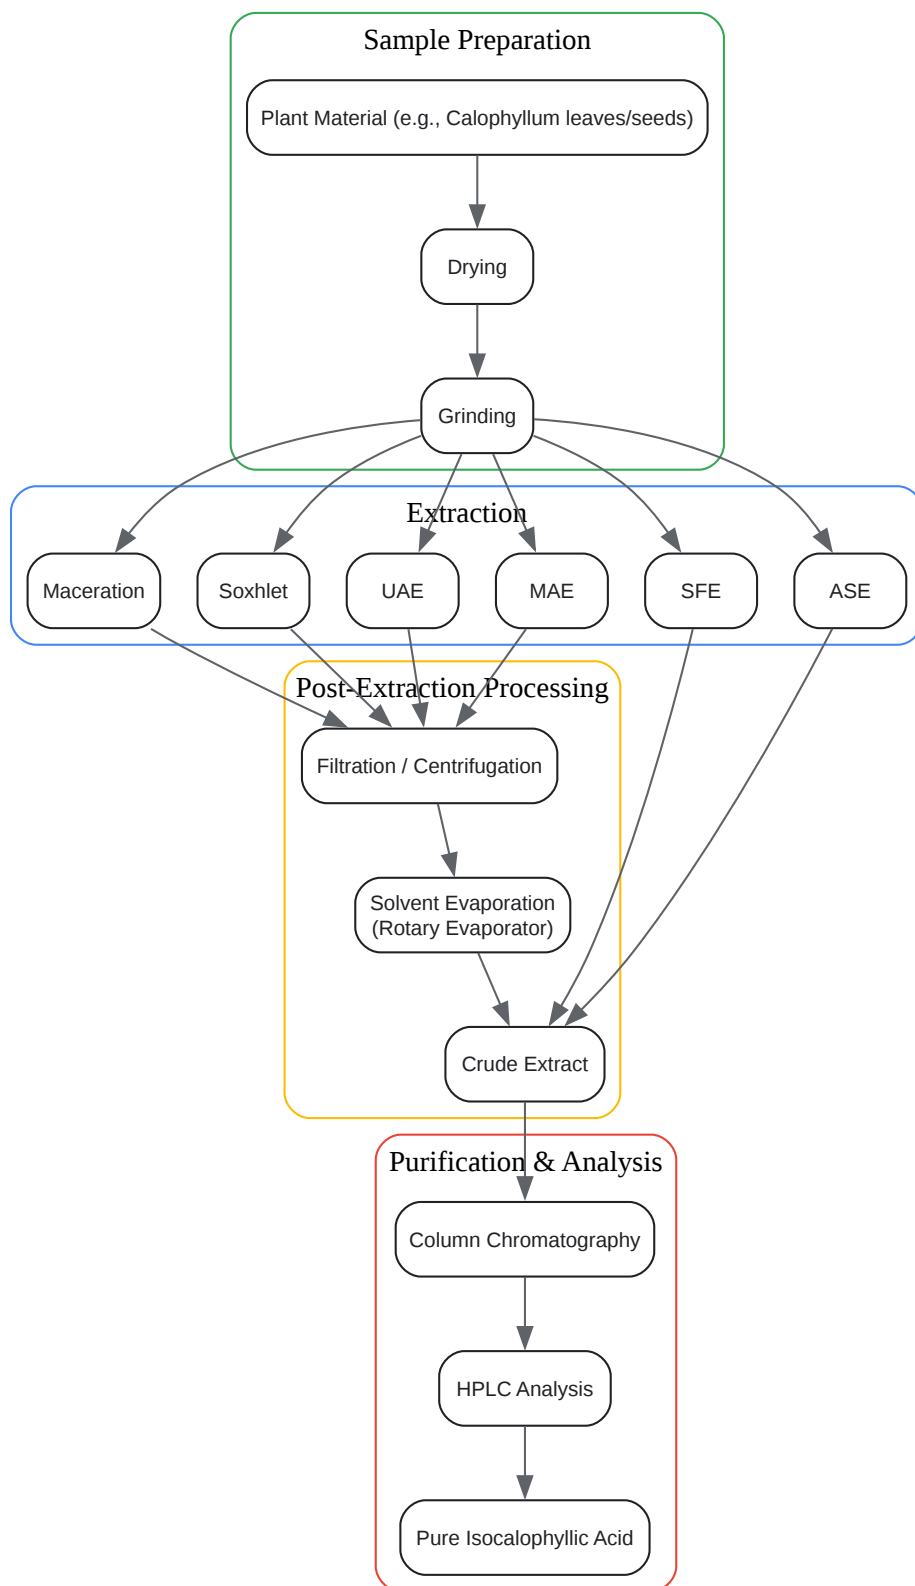 Sample Preparation
Plant Material (e.g., Calophyllum leaves/seeds)
Drying
Grinding
Extraction
Maceration
Soxhlet
UAE
MAE
SFE
ASE
Post-Extraction Processing
Filtration / Centrifugation
Solvent Evaporation
(Rotary Evaporator)
Crude Extract
Purification & Analysis
Column Chromatography
HPLC Analysis
Pure Isocalophyllic Acid